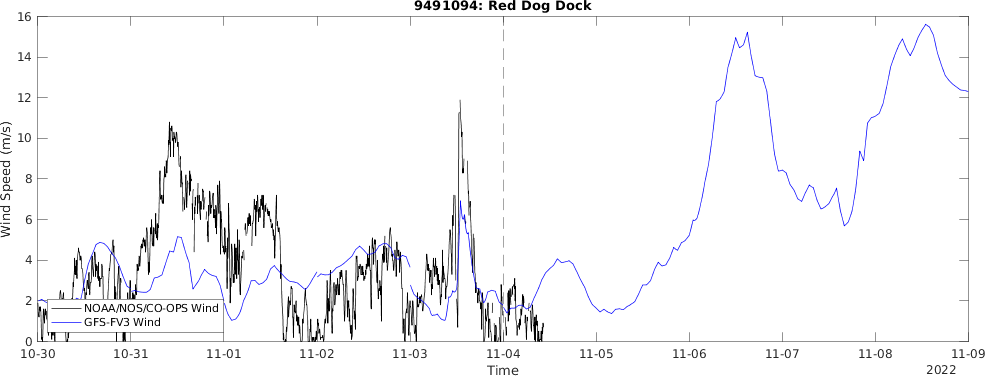 9491094: Red Dog Dock
Wind Speed (m/s)
16
14
12
10
8
6
4
2
0
NOAA/NOS/CO-OPS Wind
GFS-FV3 Wind
10-30 10-31 11-01 11-02 11-03 11-04 11-05 11-06 11-07 11-08 11-09
Time
2022